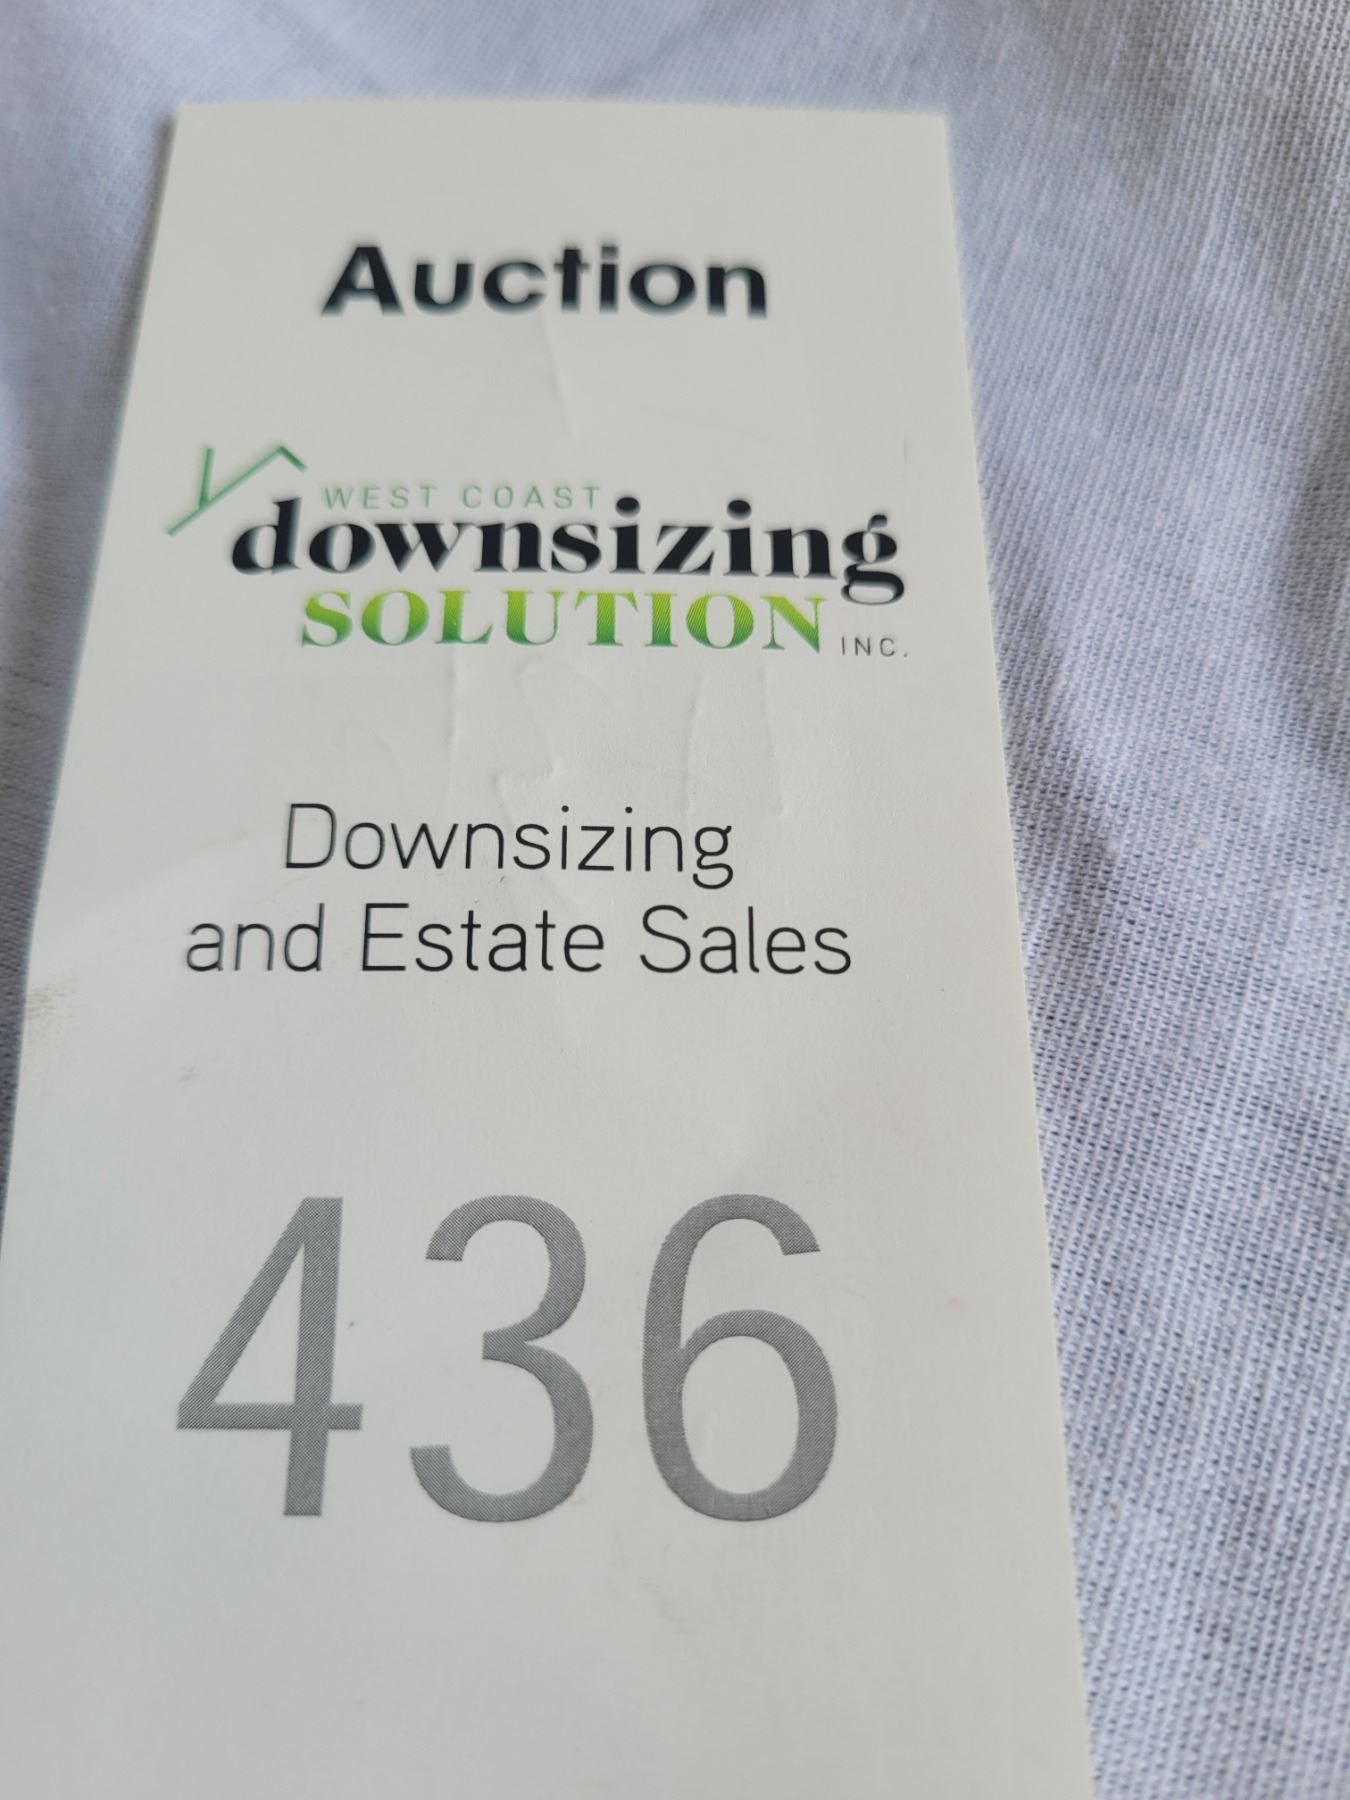 Auction
WEST COAST
downsizing
SOLUTION INC.
Downsizing
and Estate Sales
436